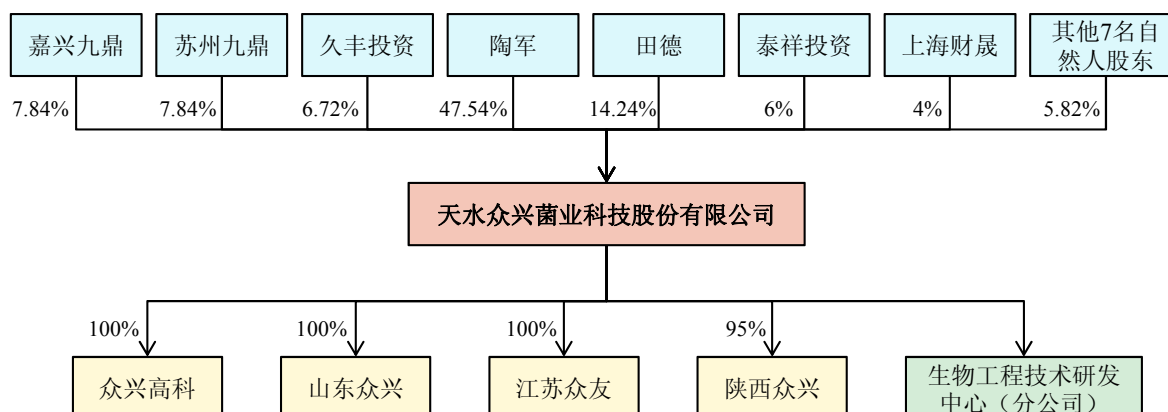 嘉兴九鼎
苏州九鼎
久丰投资
陶军
田德
泰祥投资
上海财晟
其他7名自
然人股东
7.84%
7.84%
6.72%
47.54%
14.24%
6%
4%
5.82%
天水众兴菌业科技股份有限公司
100%
100%
100%
95%
众兴高科
山东众兴
江苏众友
陕西众兴
生物工程技术研发
中心（分公司）